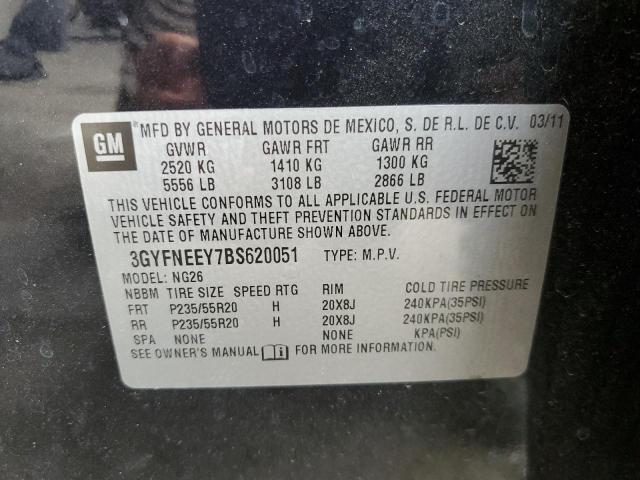 GM
®MFD BY GENERAL MOTORS DE MEXICO, S. DE R.L. DE C.V. 03/11
GVWR GAWR FRT GAWR RR
2520 KG 1410 KG 1300 KG
5556 LB 3108 LB 2866 LB
THIS VEHICLE CONFORMS TO ALL APPLICABLE U.S. FEDERAL MOTOR
VEHICLE SAFETY AND THEFT PREVENTION STANDARDS IN EFFECT ON
THE DATE OF MANUFACTURE SHOWN ABOVE.
3GYFNEEY7BS620051 TYPE: M.P.V.
MODEL: NG26
NBBM TIRE SIZE SPEED RTG RIM COLD TIRE PRESSURE
FRT P235/55R20 H 20X8J 240KPA(35PSI)
RR P235/55R20 H 20X8J 240KPA(35PSI)
SPA NONE NONE KPA(PSI)
SEE OWNER'S MANUAL FOR MORE INFORMATION.